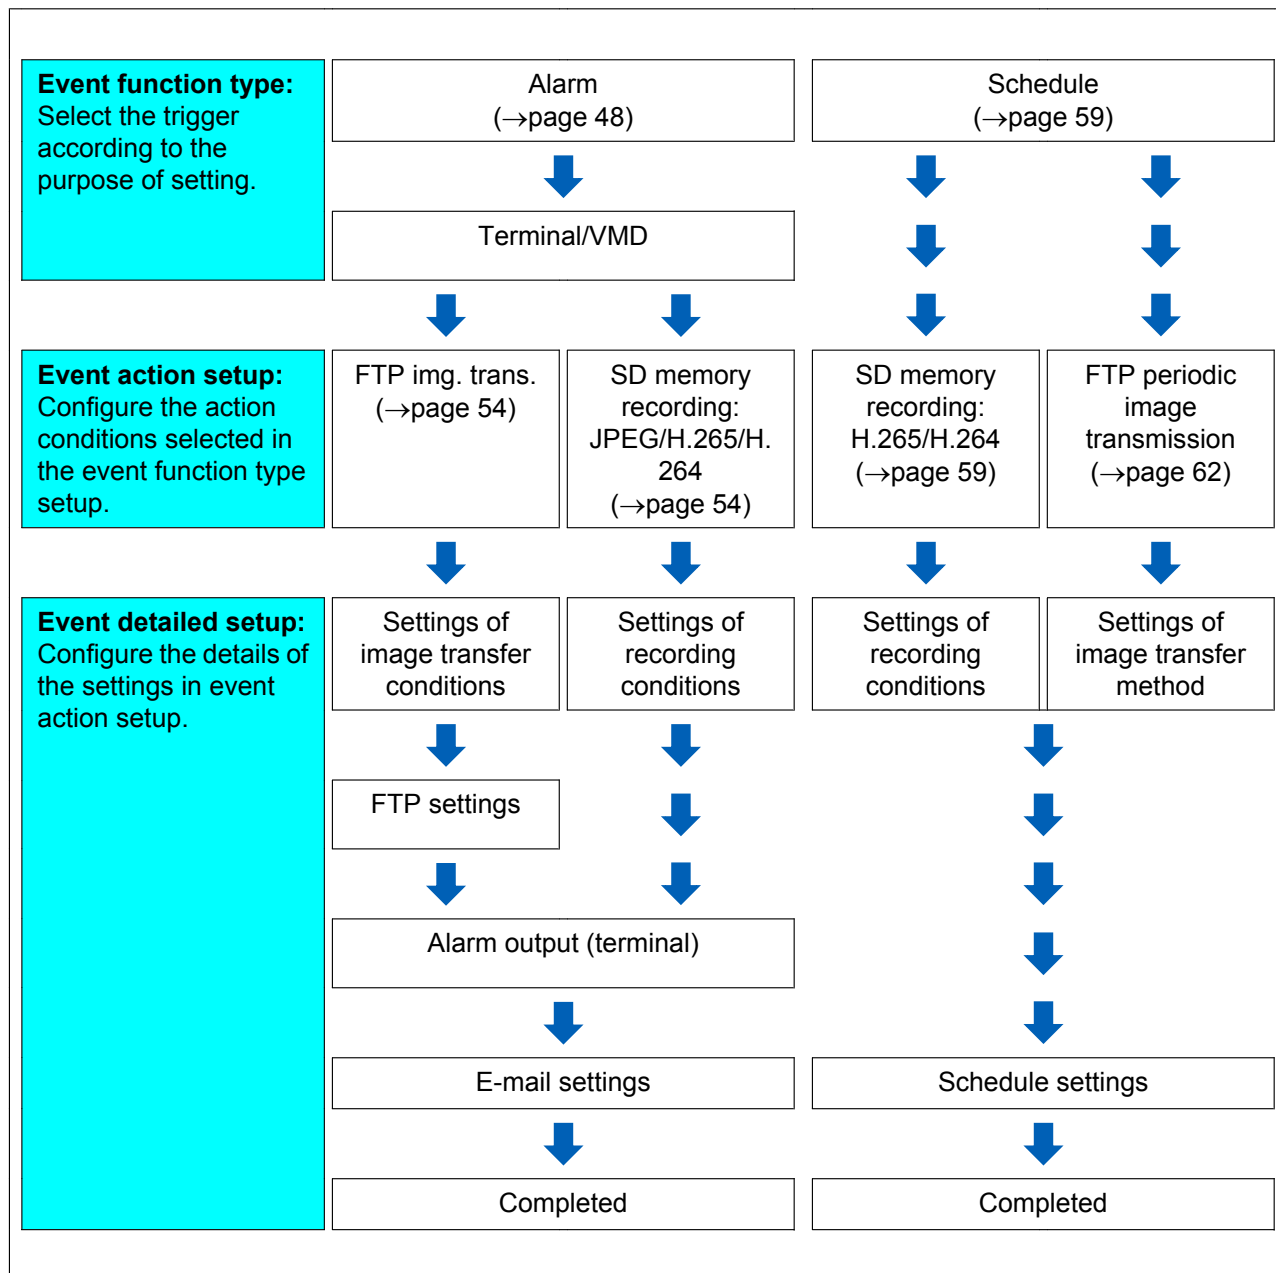 Event function type:
Select the trigger
according to the
purpose of setting.
Alarm
(→page 48)
Schedule
(→page 59)
Terminal/VMD
Event action setup:
Configure the action
conditions selected in
the event function type
setup.
FTP img. trans.
(→page 54)
SD memory
recording:
JPEG/H.265/H.
264
(→page 54)
SD memory
recording:
H.265/H.264
(→page 59)
FTP periodic
image
transmission
(→page 62)
Event detailed setup:
Configure the details of
the settings in event
action setup.
Settings of
image transfer
conditions
Settings of
recording
conditions
Settings of
recording
conditions
Settings of
image transfer
method
FTP settings
Alarm output (terminal)
E-mail settings
Schedule settings
Completed
Completed